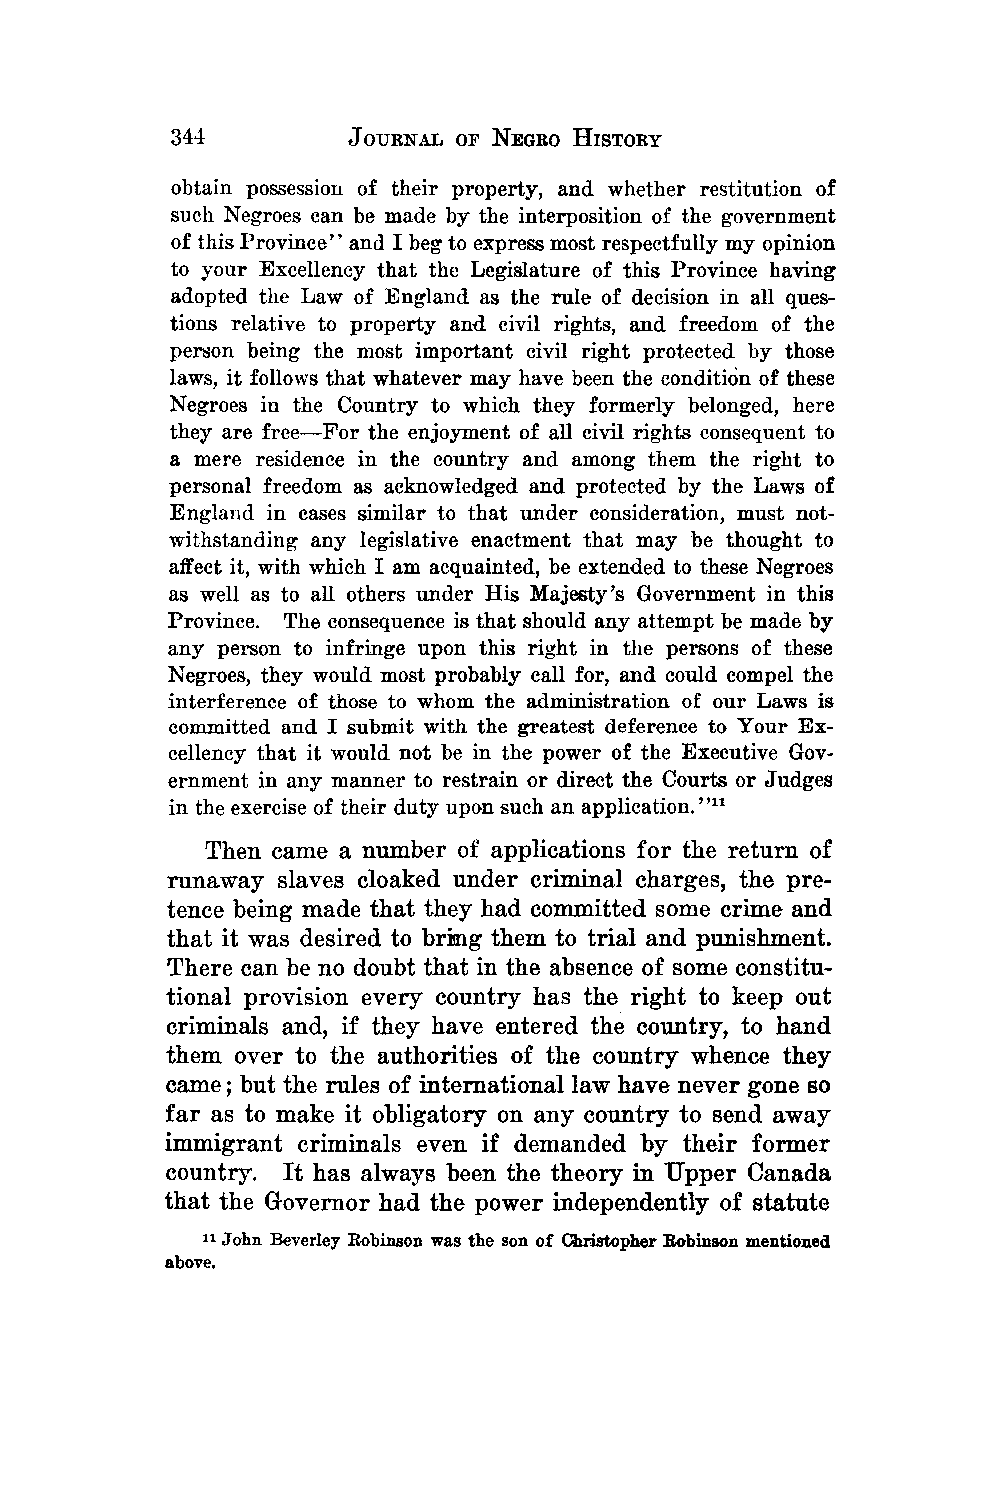 344 JOURNAL OF NEGRO HISTORY
obtain possession of their property, and whether restitution of
such Negroes can be made by the interposition of the government
of this Province" and I beg to express most respectfully my opinion
to your Excellency that the Legislature of this Province having
adopted the Law of England as the rule of decision in all ques-
tions relative to property and civil rights, and freedom of the
person being the most important civil right protected by those
laws, it follows that whatever may have been the condition of these
Negroes in the Country to which they formerly belonged, here
they are free—For the enjoyment of all civil rights consequent to
a mere residence in the country and among them the right to
personal freedom as acknowledged and protected by the Laws of
England in cases similar to that under consideration, must not-
withstanding any legislative enactment that may be thought to
affect it, with which I am acquainted, be extended to these Negroes
as well as to all others under His Majesty's Government in this
Province. The consequence is that should any attempt be made by
any person to infringe upon this right in the persons of these
Negroes, they would most probably call for, and could compel the
interference of those to whom the administration of our Laws is
committed and I submit with the greatest deference to Your Ex-
cellency that it would not be in the power of the Executive Gov-
ernment in any manner to restrain or direct the Courts or Judges
in the exercise of their duty upon such an application."11
Then came a number of applications for the return of
runaway slaves cloaked under criminal charges, the pre-
tence being made that they had committed some crime and
that it was desired to bring them to trial and punishment.
There can be no doubt that in the absence of some constitu-
tional provision every country has the right to keep out
criminals and, if they have entered the country, to hand
them over to the authorities of the country whence they
came; but the rules of international law have never gone so
far as to make it obligatory on any country to send away
immigrant criminals even if demanded by their former
country. It has always been the theory in Upper Canada
that the Governor had the power independently of statute
11 John Beverley Robinson was the son of Christopher Robinson mentioned
above.